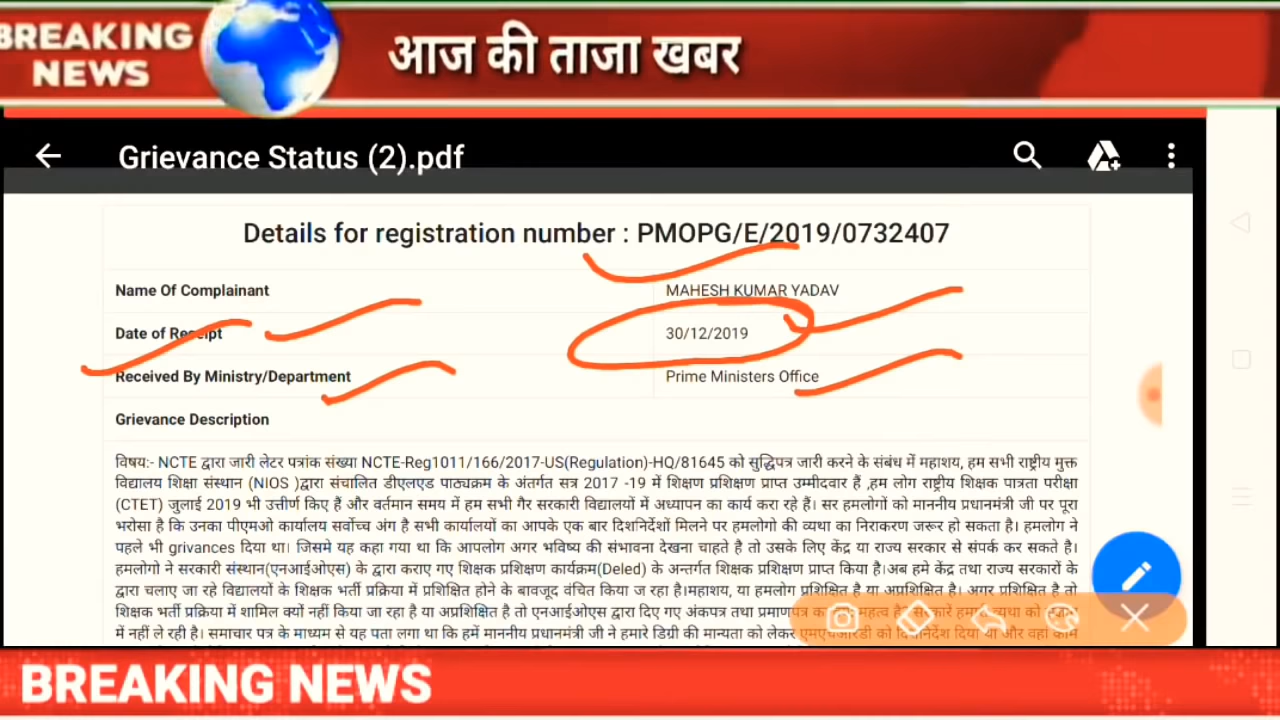 BREAKING
NEWS
आज की ताजा खबर
Grievance Status (2).pdf
Details for registration number : PMOPG/E/2019/0732407
Name Of Complainant MAHESH KUMAR YADAV
Date of Receipt 30/12/2019
Received By Ministry/Department Prime Ministers Office
Grievance Description
विषय:- NCTE द्वारा जारी लेटर पत्रांक संख्या NCTE-Reg1011/166/2017-US(Regulation)-HQ/81645 को सुद्धिपत्र जारी करने के संबंध में महाशय, हम सभी राष्ट्रीय मुक्त
विद्यालय शिक्षा संस्थान (NIOS )द्वारा संचालित डीएलएड पाठ्यक्रम के अंतर्गत सत्र 2017 -19 में शिक्षण प्रशिक्षण प्राप्त उम्मीदवार हैं ,हम लोग राष्ट्रीय शिक्षक पात्रता परीक्षा
(CTET) जुलाई 2019 भी उत्तीर्ण किए हैं और वर्तमान समय में हम सभी गैर सरकारी विद्यालयों में अध्यापन का कार्य करा रहे हैं। सर हमलोगों को माननीय प्रधानमंत्री जी पर पूरा
भरोसा है कि उनका पीएमओ कार्यालय सर्वोच्च अंग है सभी कार्यालयों का आपके एक बार दिशनिर्देशों मिलने पर हमलोगों की व्यथा का निराकरण जरूर हो सकता है। हमलोग ने
पहले भी grivances दिया था। जिसमे यह कहा गया था कि आपलोग अगर भविष्य की संभावना देखना चाहते है तो उसके लिए केंद्र या राज्य सरकार से संपर्क कर सकते है।
हमलोगो ने सरकारी संस्थान(एनआईओएस) के द्वारा कराए गए शिक्षक प्रशिक्षण कार्यक्रम(Deled) के अन्तर्गत शिक्षक प्रशिक्षण प्राप्त किया है।अब हमे केंद्र तथा राज्य सरकारों के
द्वारा चलाए जा रहे विद्यालयों के शिक्षक भर्ती प्रक्रिया में प्रशिक्षित होने के बावजूद वंचित किया ज रहा है।महाशय, या हमलोग प्रशिक्षित है या अप्रशिक्षित है। अगर प्रशिक्षित है तो
शिक्षक भर्ती प्रक्रिया में शामिल क्यों नहीं किया जा रहा है या अप्रशिक्षित है तो एनआईओएस द्वारा दिए गए अंकपत्र तथा प्रमाणपत्र का महत्व है?
में नहीं ले रही है। समाचार पत्र के माध्यम से यह पता लगा था कि हमें माननीय प्रधानमंत्री जी ने हमारे डिग्री की मान्यता को लेकर एमएचआरडी को दिशनिर्देश दिया था और वहां काम
BREAKING NEWS